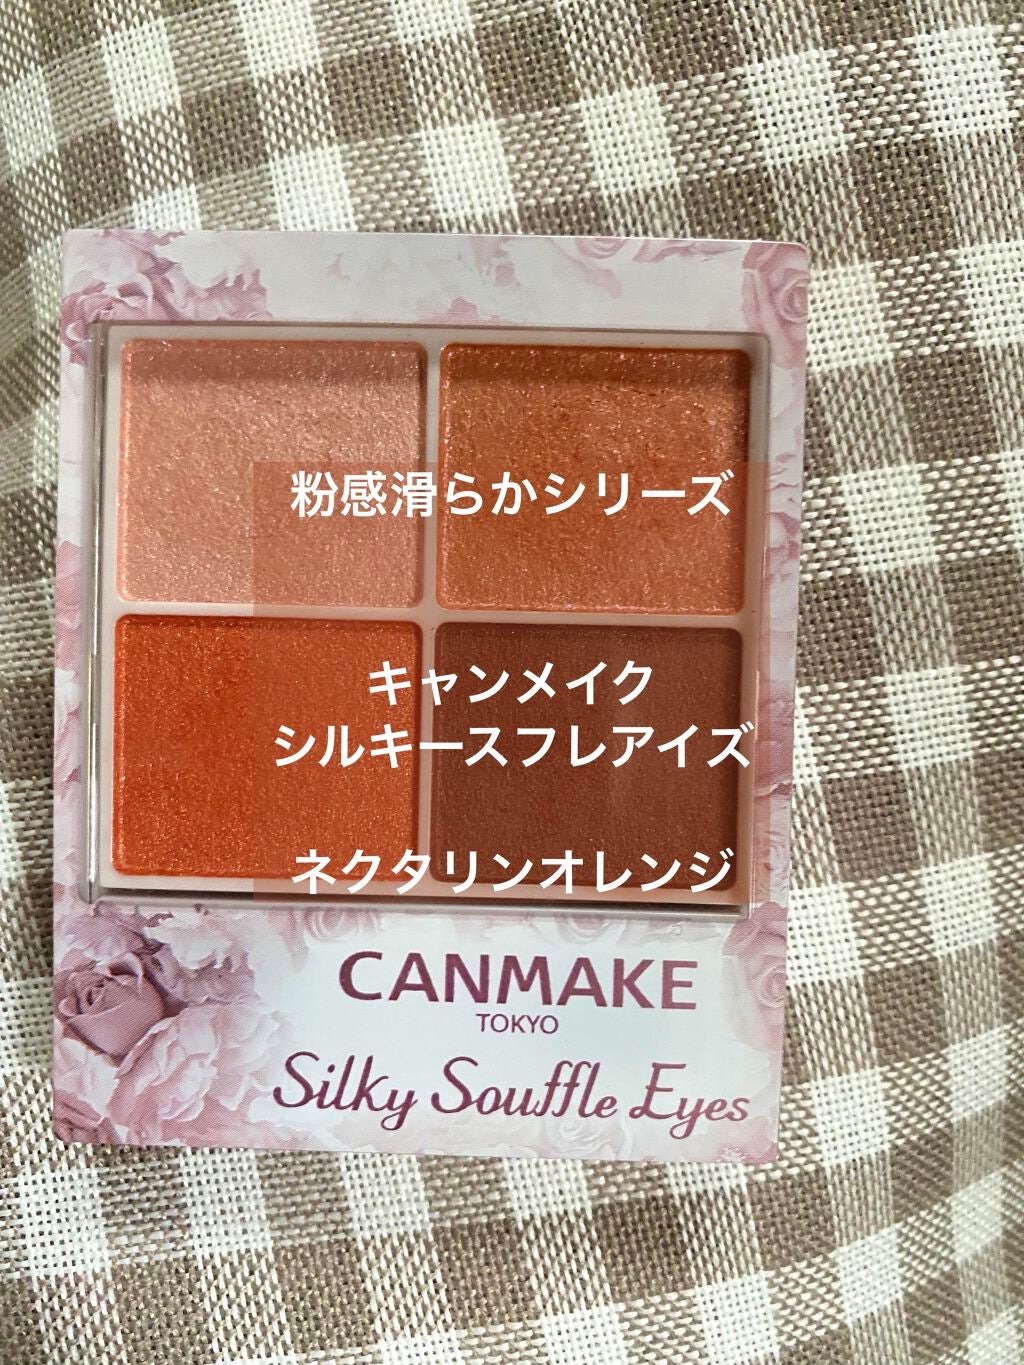 粉感滑らかシリーズ
キャンメイク
シルキースフレアイズ
ネクタリンオレンジ
CANMAKE
TOKYO
Silky Souffle Eyes